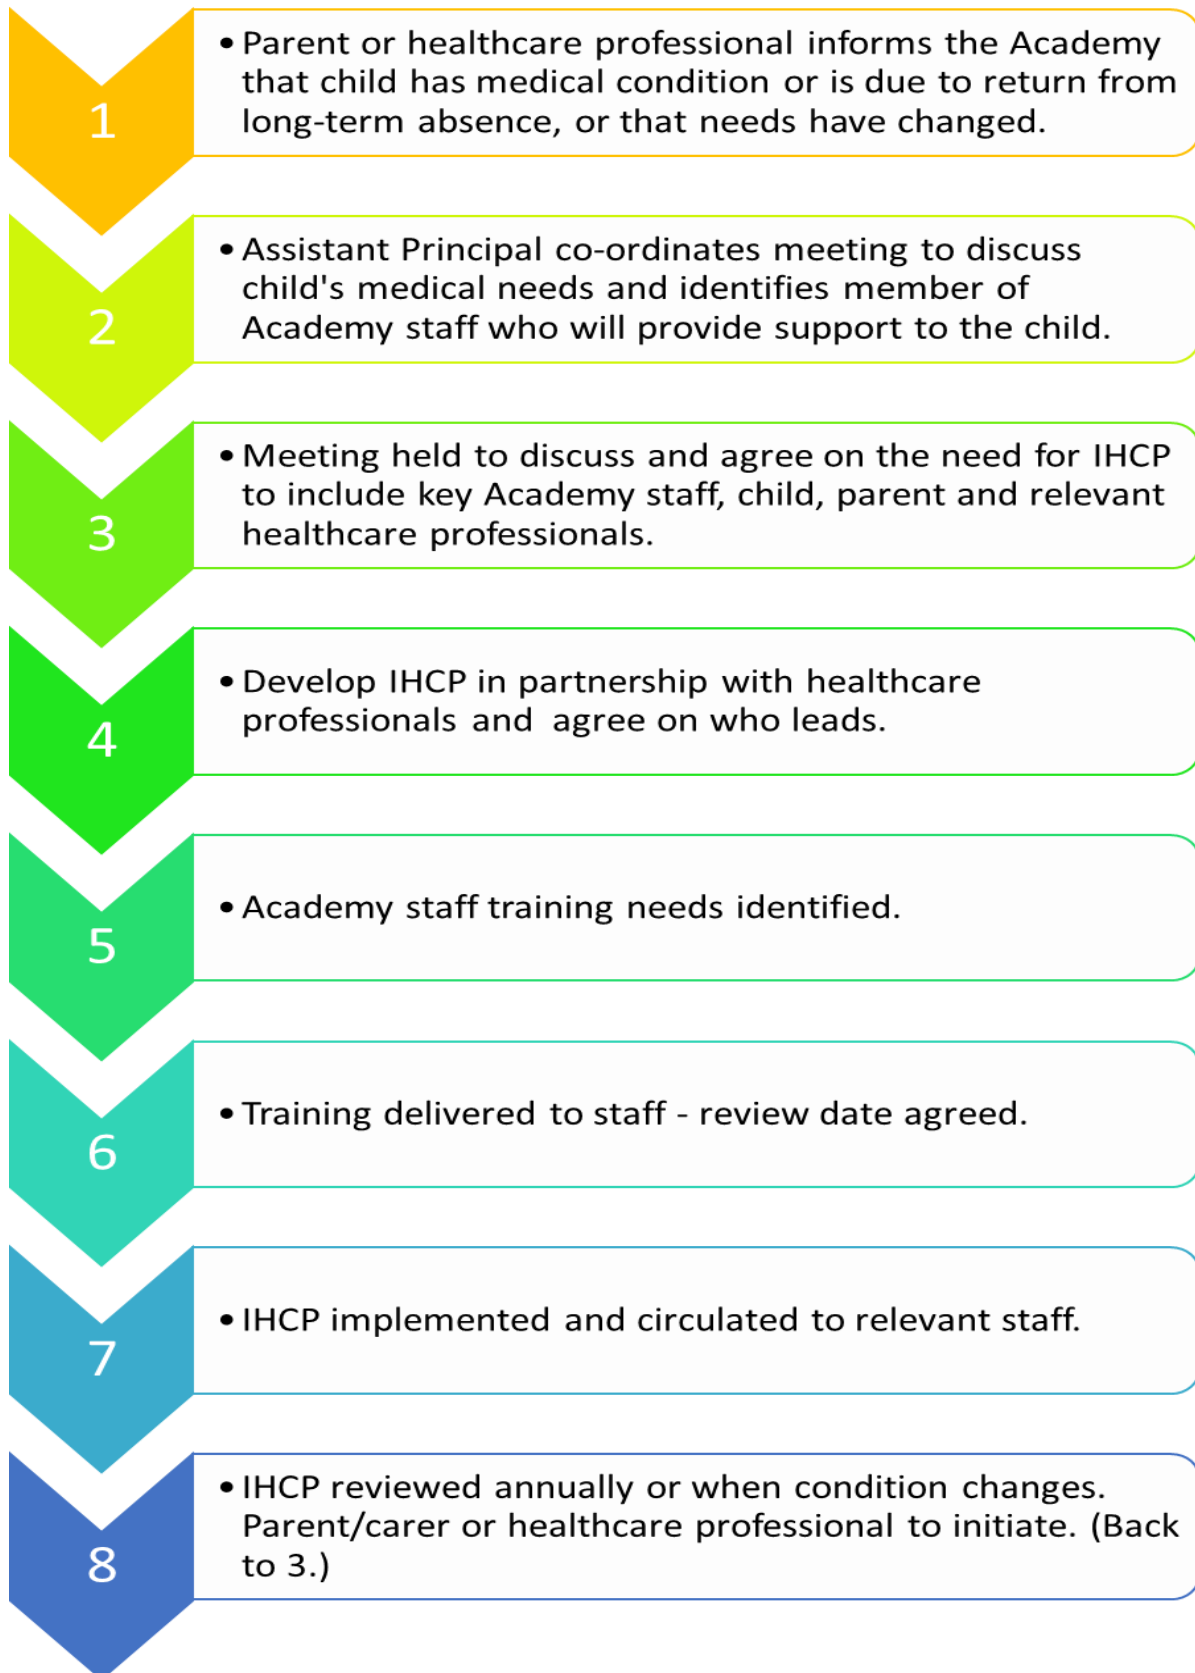 1
• Parent or healthcare professional informs the Academy
that child has medical condition or is due to return from
long-term absence, or that needs have changed.
2
• Assistant Principal co-ordinates meeting to discuss
child's medical needs and identifies member of
Academy staff who will provide support to the child.
3
• Meeting held to discuss and agree on the need for IHCP
to include key Academy staff, child, parent and relevant
healthcare professionals.
4
• Develop IHCP in partnership with healthcare
professionals and  agree on who leads.
5
• Academy staff training needs identified.
6
• Training delivered to staff - review date agreed.
7
• IHCP implemented and circulated to relevant staff.
8
• IHCP reviewed annually or when condition changes.
Parent/carer or healthcare professional to initiate. (Back
to 3.)